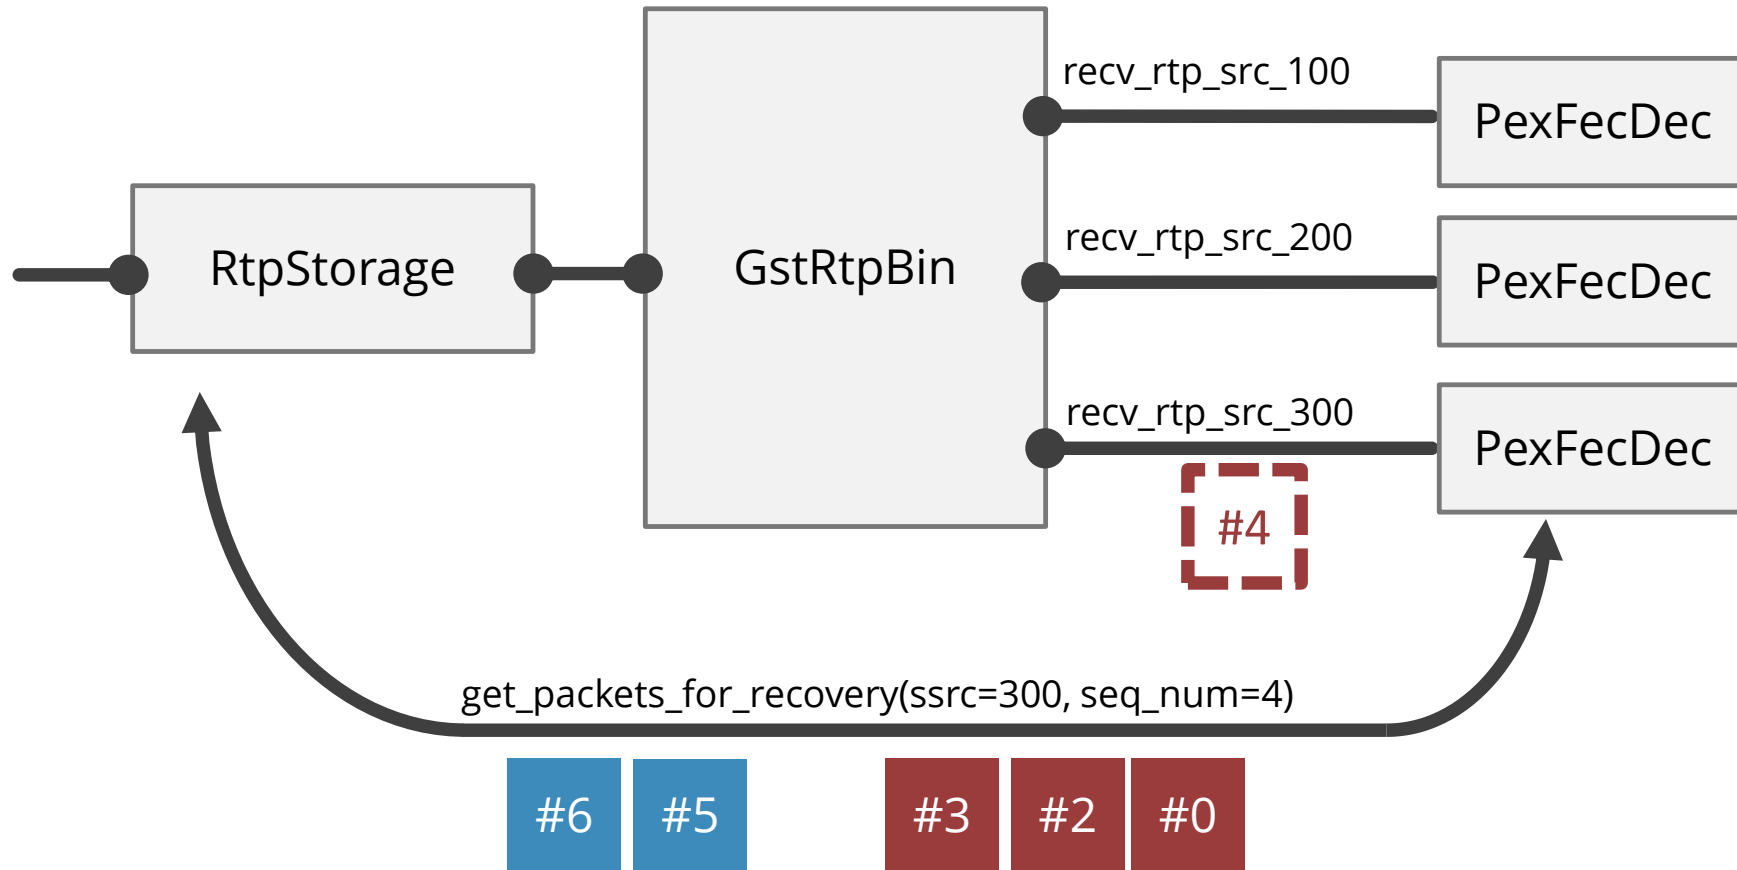 recv_rtp_src_100
PexFecDec
RtpStorage
GstRtpBin
recv_rtp_src_200
PexFecDec
recv_rtp_src_300
PexFecDec
#4
get_packets_for_recovery(ssrc=300, seq_num=4)
#6 #5 #3 #2 #0